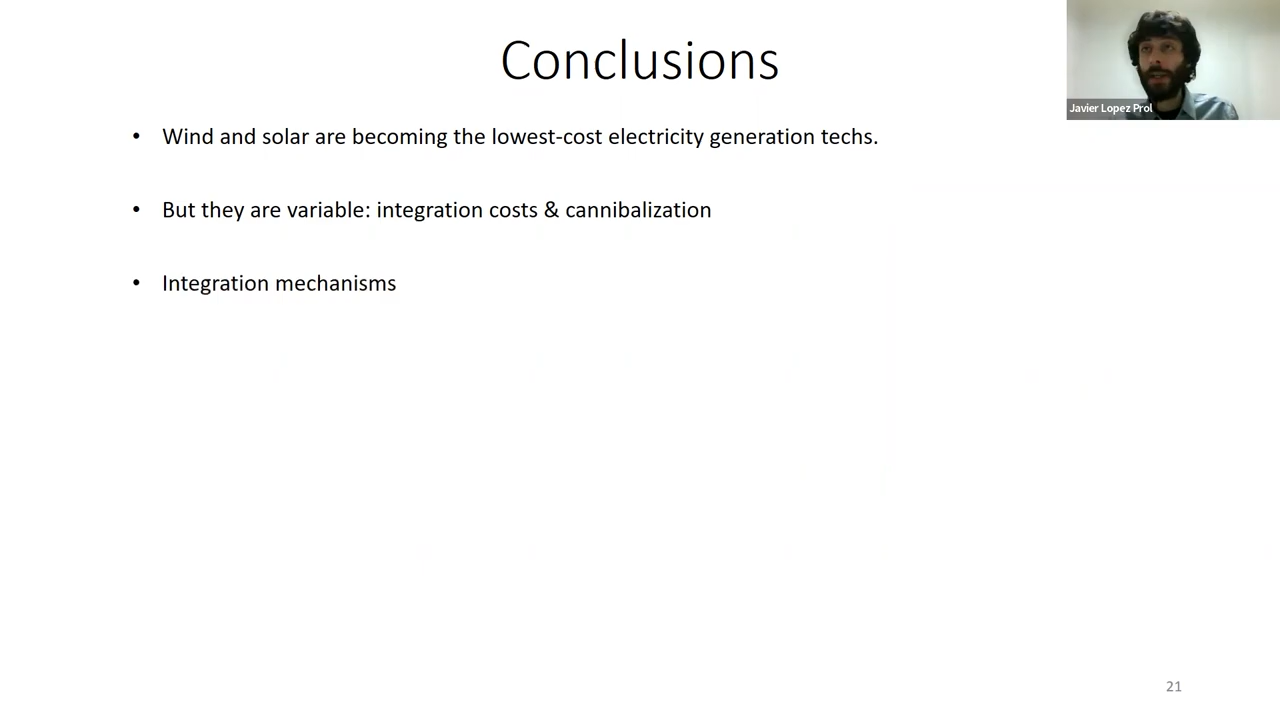 Conclusions
Javier Lopez Prol
• Wind and solar are becoming the lowest-cost electricity generation techs.
• But they are variable: integration costs & cannibalization
• Integration mechanisms
21